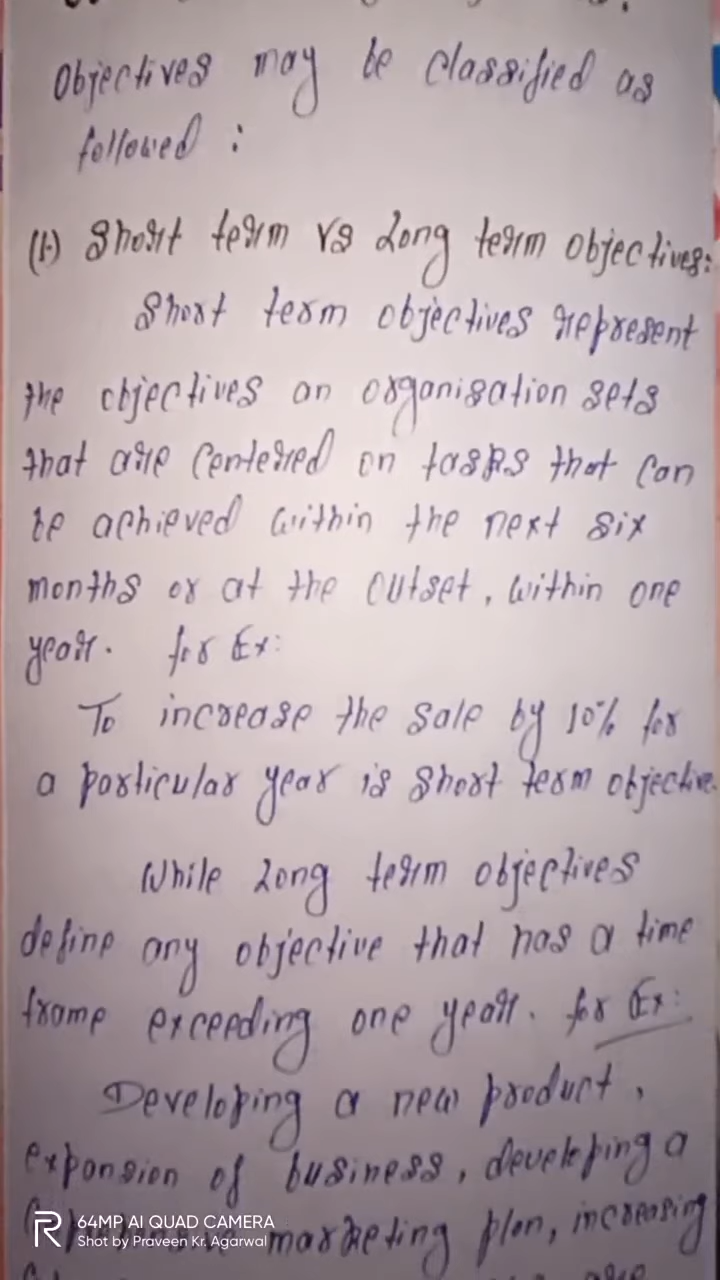 Objectives may be classified as
followed :
(1.) Short term vs Long term objectives:
Short term objectives represent
the objectives an organisation sets
that are centered on tasks that can
be achieved within the next six
months or at the outset, within one
year. for Ex:
To increase the sale by 10% for
a particular year is short term objective.
While Long term objectives
define any objective that has a time
frame exceeding one year. for Ex:
Developing a new product,
expansion of business, developing a
marketing plan, increasing
64MP AI QUAD CAMERA
Shot by Praveen Kr. Agarwal